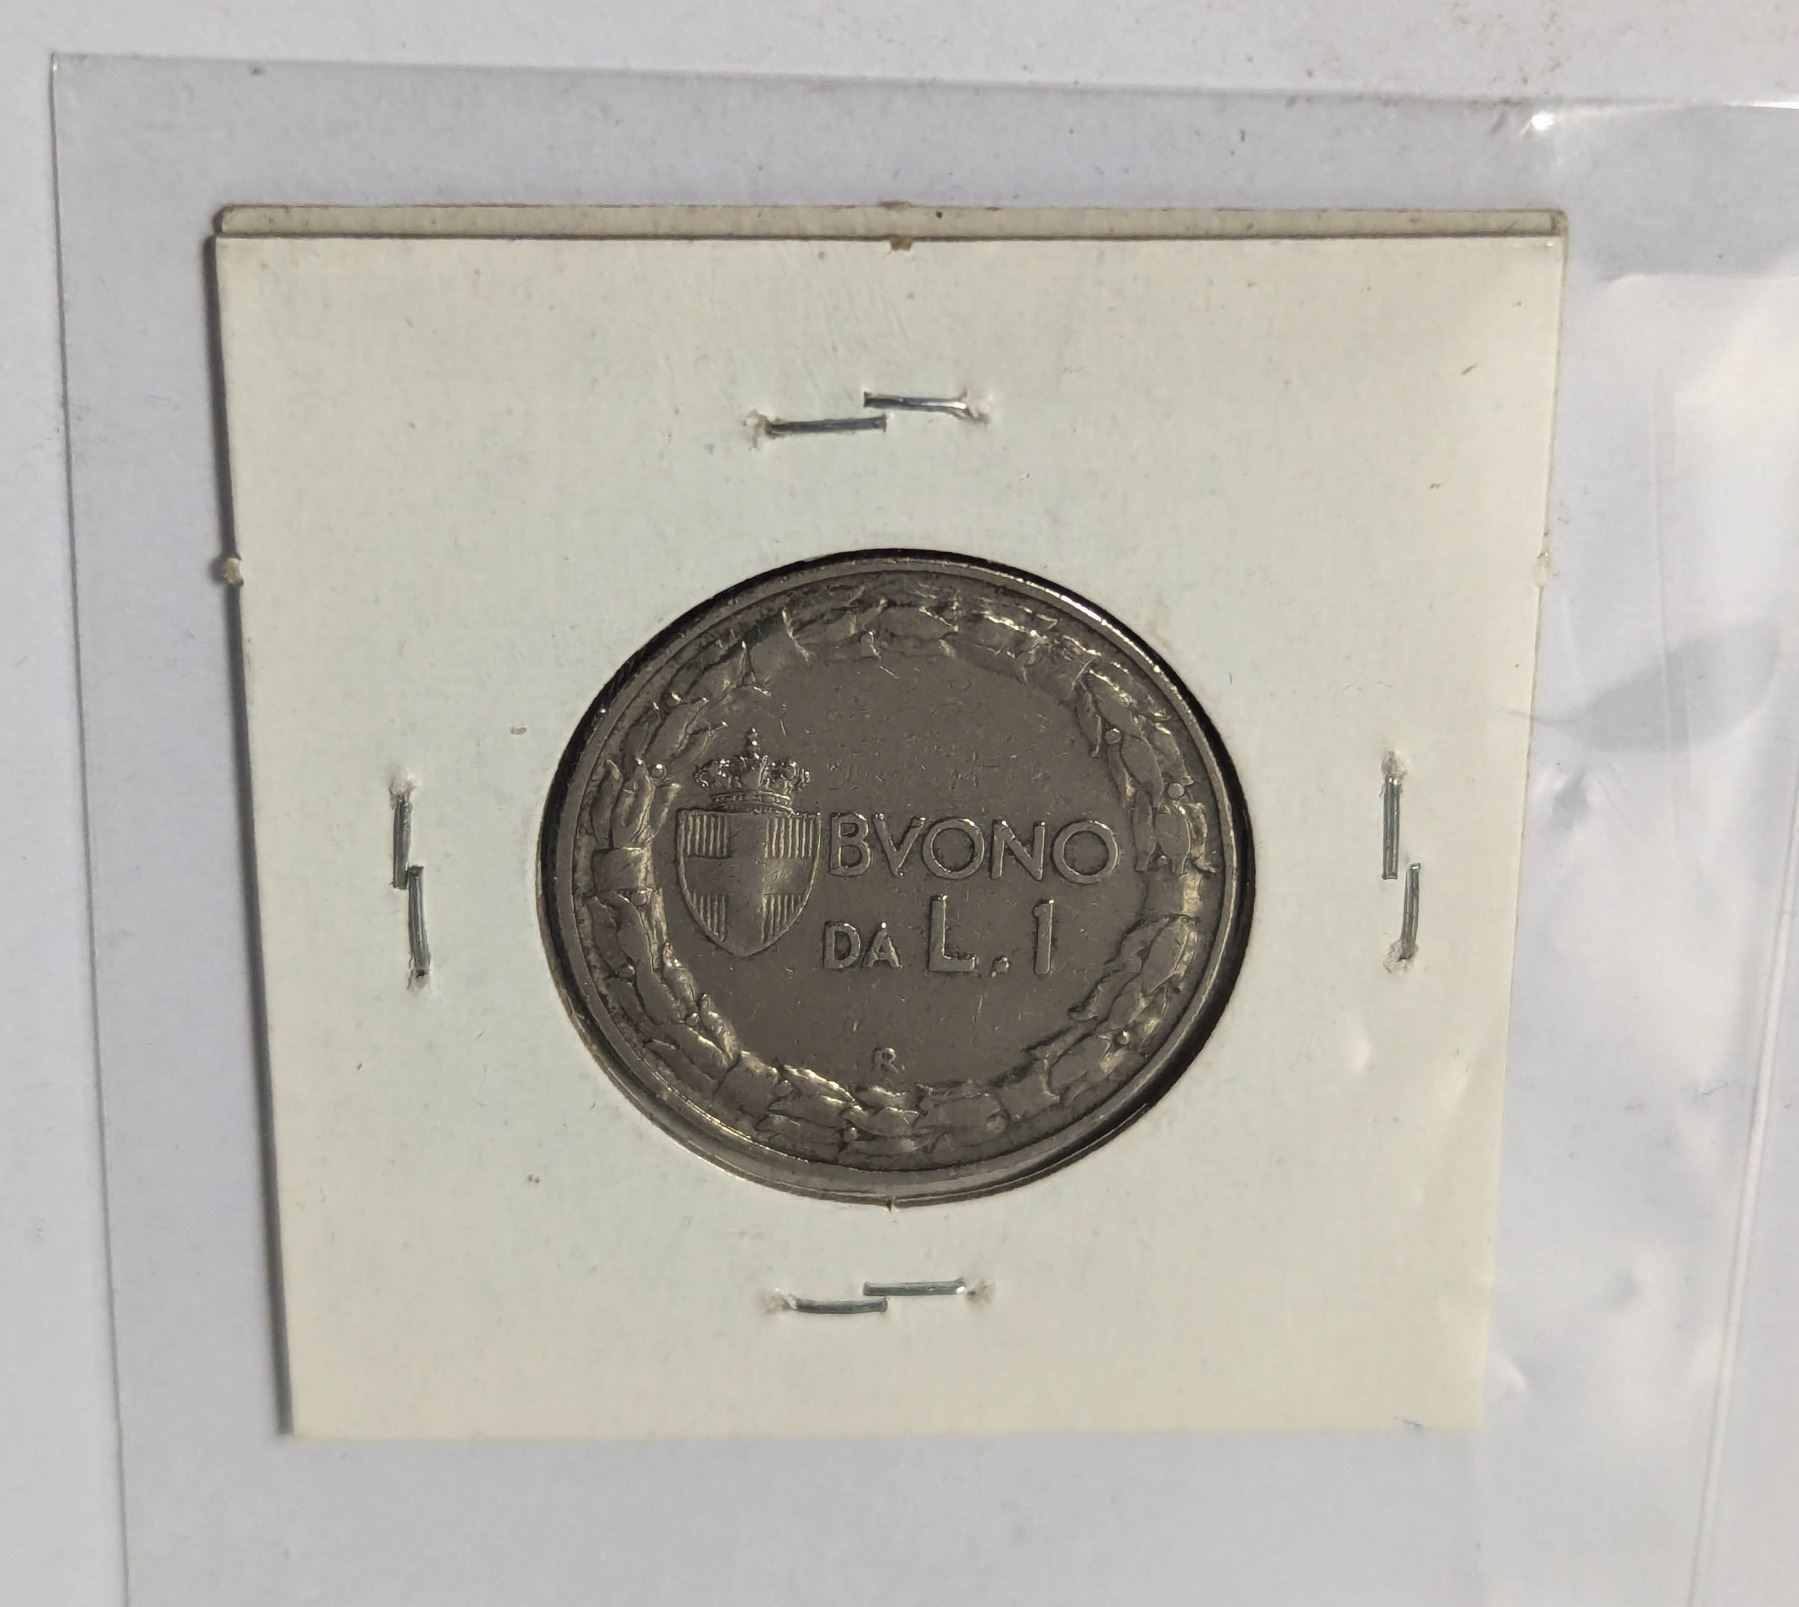 BVONO
DA L. 1
R